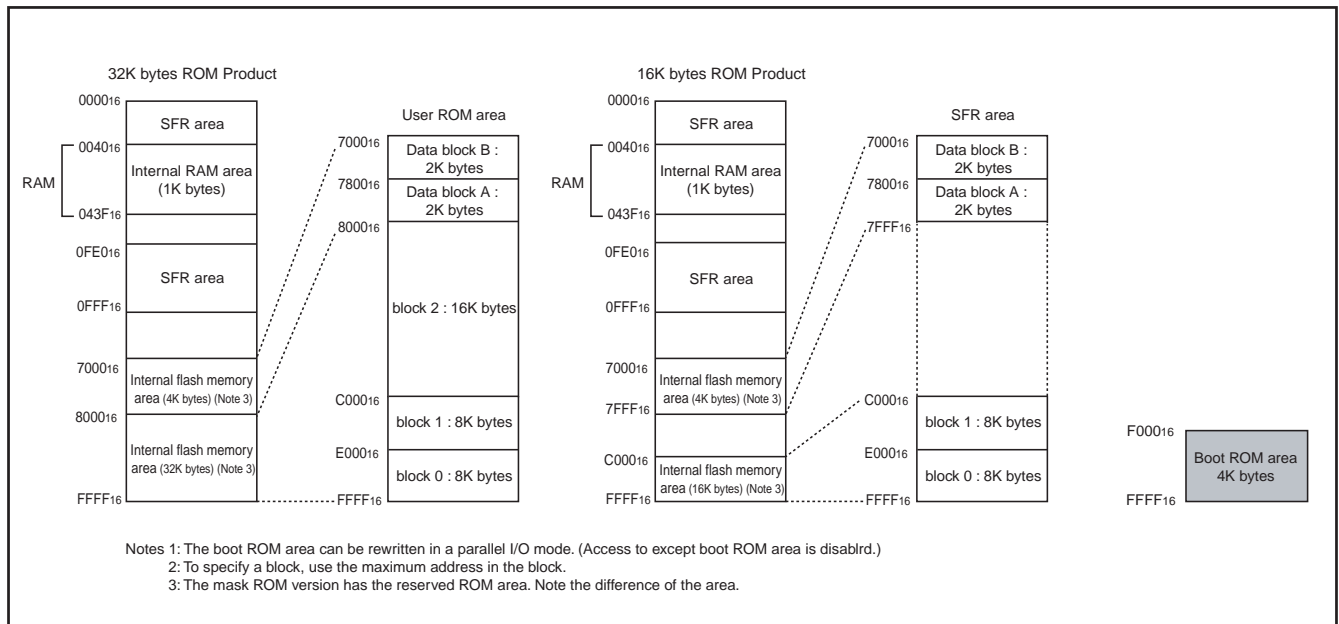 32K bytes ROM Product
000016
SFR area
004016
RAM
Internal RAM area
(1K bytes)
043F16
0FE016
SFR area
0FFF16
700016
Internal flash memory
area (4K bytes) (Note 3)
800016
Internal flash memory
area (32K bytes) (Note 3)
FFFF16
User ROM area
700016
Data block B :
2K bytes
780016
Data block A :
2K bytes
800016
block 2 : 16K bytes
C00016
block 1 : 8K bytes
E00016
block 0 : 8K bytes
FFFF16
16K bytes ROM Product
000016
SFR area
004016
RAM
Internal RAM area
(1K bytes)
043F16
0FE016
SFR area
0FFF16
700016
Internal flash memory
area (4K bytes) (Note 3)
7FFF16
C00016
Internal flash memory
area (16K bytes) (Note 3)
FFFF16
SFR area
700016
Data block B :
2K bytes
780016
Data block A :
2K bytes
7FFF16
C00016
block 1 : 8K bytes
E00016
block 0 : 8K bytes
FFFF16
F00016
Boot ROM area
4K bytes
FFFF16
Notes 1: The boot ROM area can be rewritten in a parallel I/O mode. (Access to except boot ROM area is disablrd.)
2: To specify a block, use the maximum address in the block.
3: The mask ROM version has the reserved ROM area. Note the difference of the area.